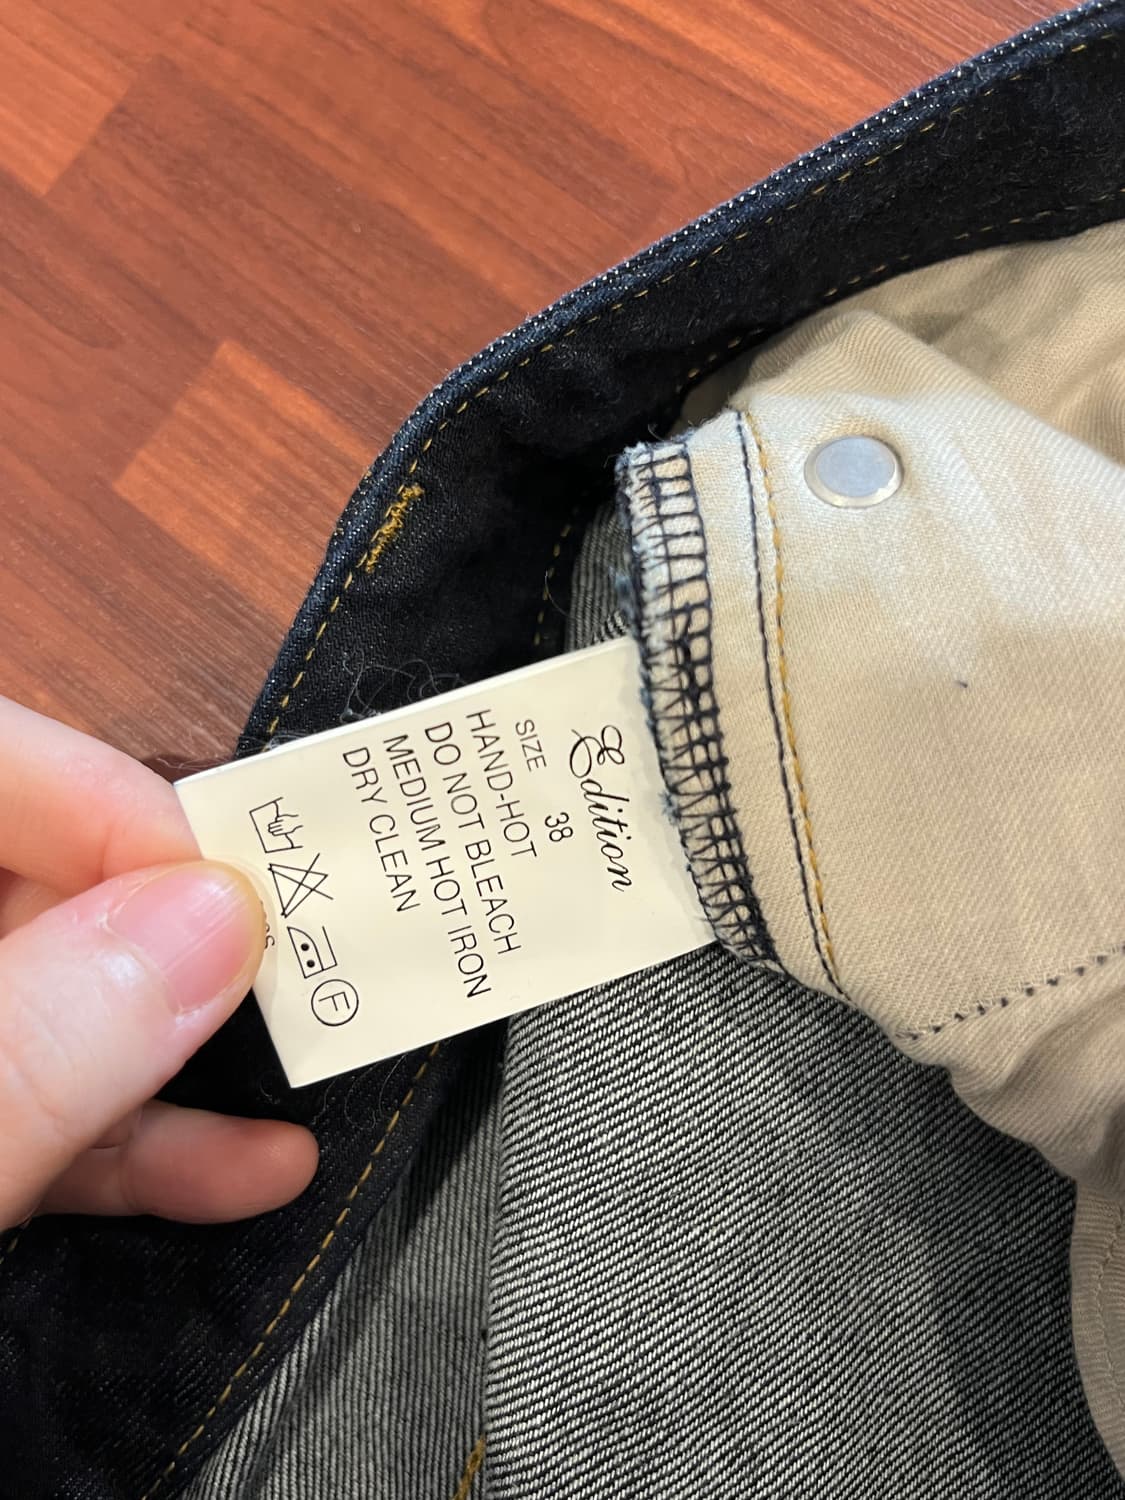 Edition
SIZE 38
HAND-HOT
DO NOT BLEACH
MEDIUM HOT IRON
DRY CLEAN
F